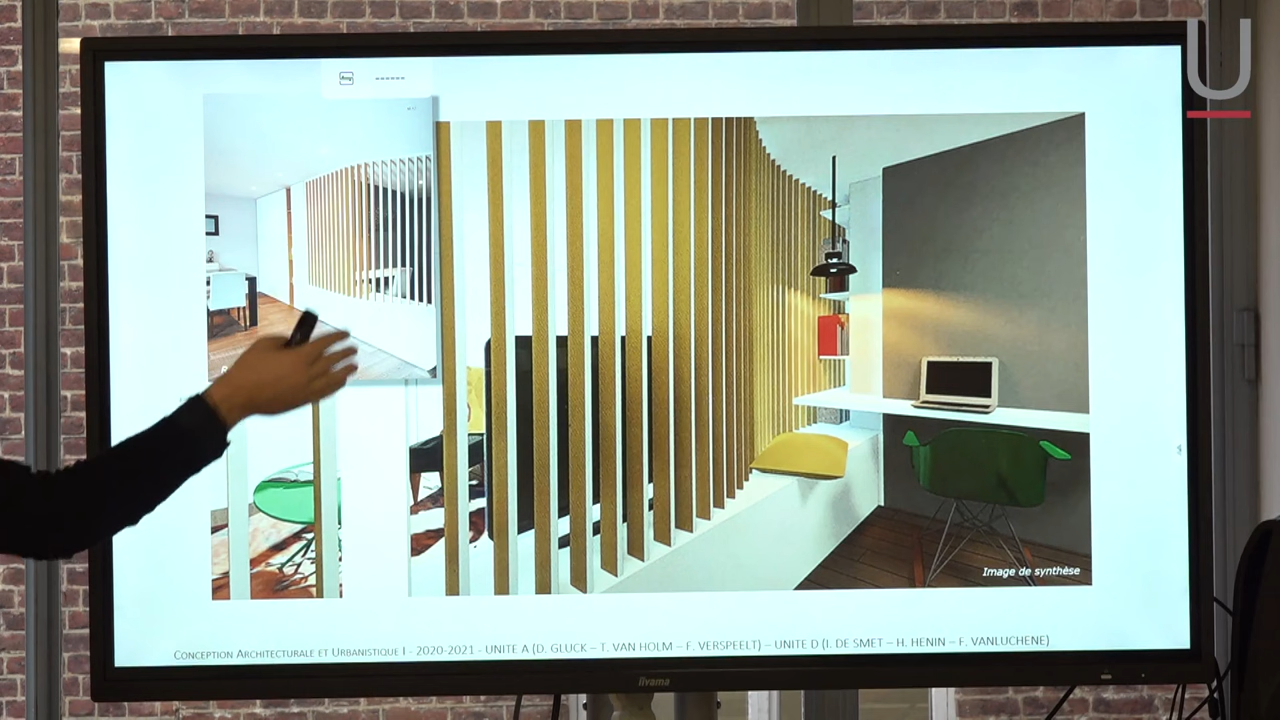 U
Image de synthèse
CONCEPTION ARCHITECTURALE ET URBANISTIQUE I - 2020-2021 - UNITE A (D. GLUCK – T. VAN HOLM – F. VERSPEELT) – UNITE D (I. DE SMET – H. HENIN – F. VANLUCHENE)
iiyama